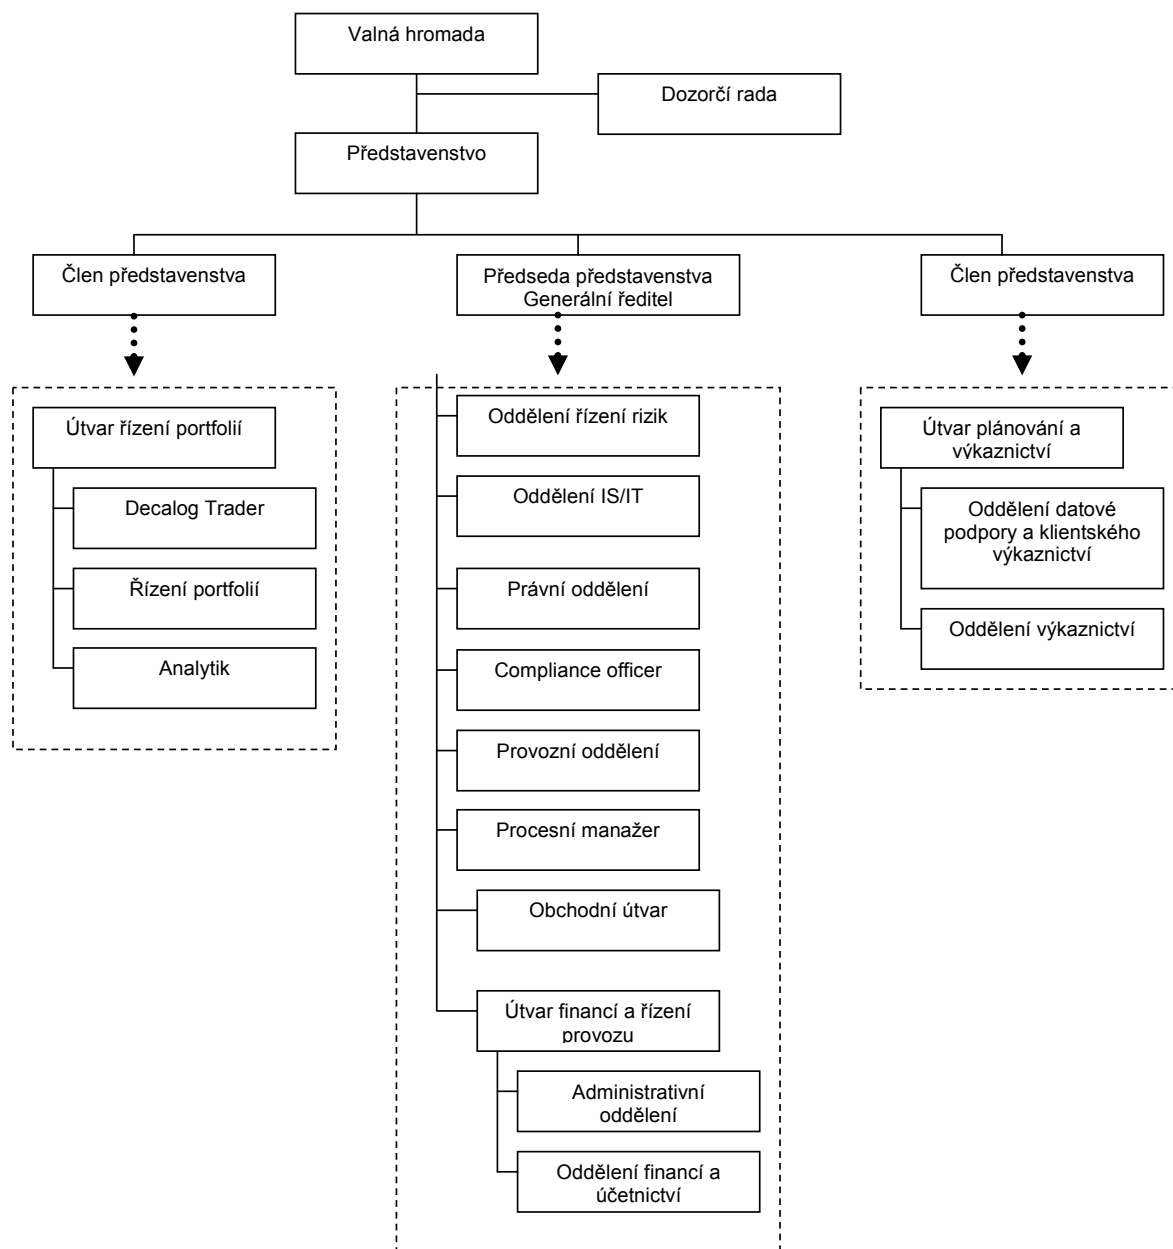 Valná hromada
Dozorčí rada
Představenstvo
Člen představenstva
Předseda představenstva
Generální ředitel
Člen představenstva
Útvar řízení portfolií
Decalog Trader
Řízení portfolií
Analytik
Oddělení řízení rizik
Oddělení IS/IT
Právní oddělení
Compliance officer
Provozní oddělení
Procesní manažer
Obchodní útvar
Útvar financí a řízení
provozu
Administrativní
oddělení
Oddělení financí a
účetnictví
Útvar plánování a
výkaznictví
Oddělení datové
podpory a klientského
výkaznictví
Oddělení výkaznictví